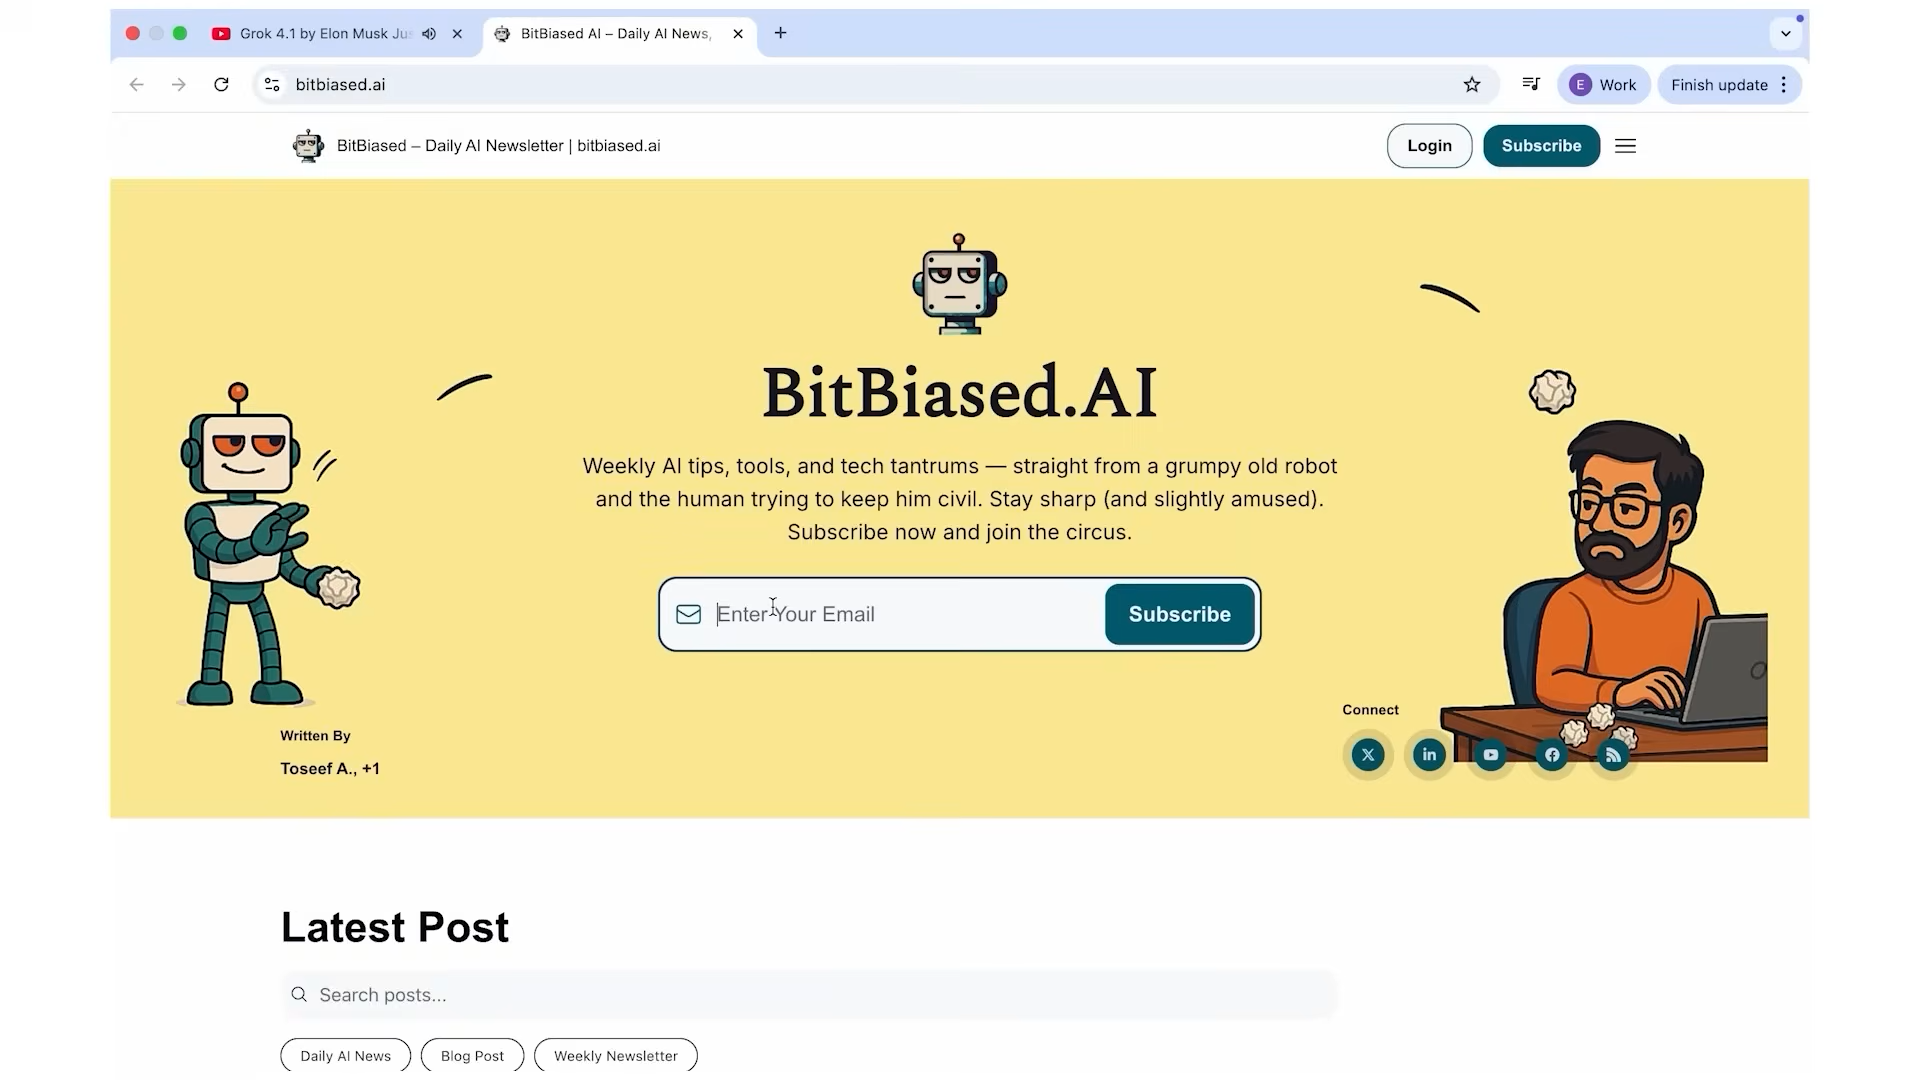 Grok 4.1 by Elon Musk Jus
BitBiased AI – Daily AI News,
bitbiased.ai
E Work
Finish update
BitBiased – Daily AI Newsletter | bitbiased.ai
Login
Subscribe
BitBiased.AI
Weekly AI tips, tools, and tech tantrums — straight from a grumpy old robot
and the human trying to keep him civil. Stay sharp (and slightly amused).
Subscribe now and join the circus.
Enter Your Email
Subscribe
Written By
Toseef A., +1
Connect
Latest Post
Search posts...
Daily AI News
Blog Post
Weekly Newsletter